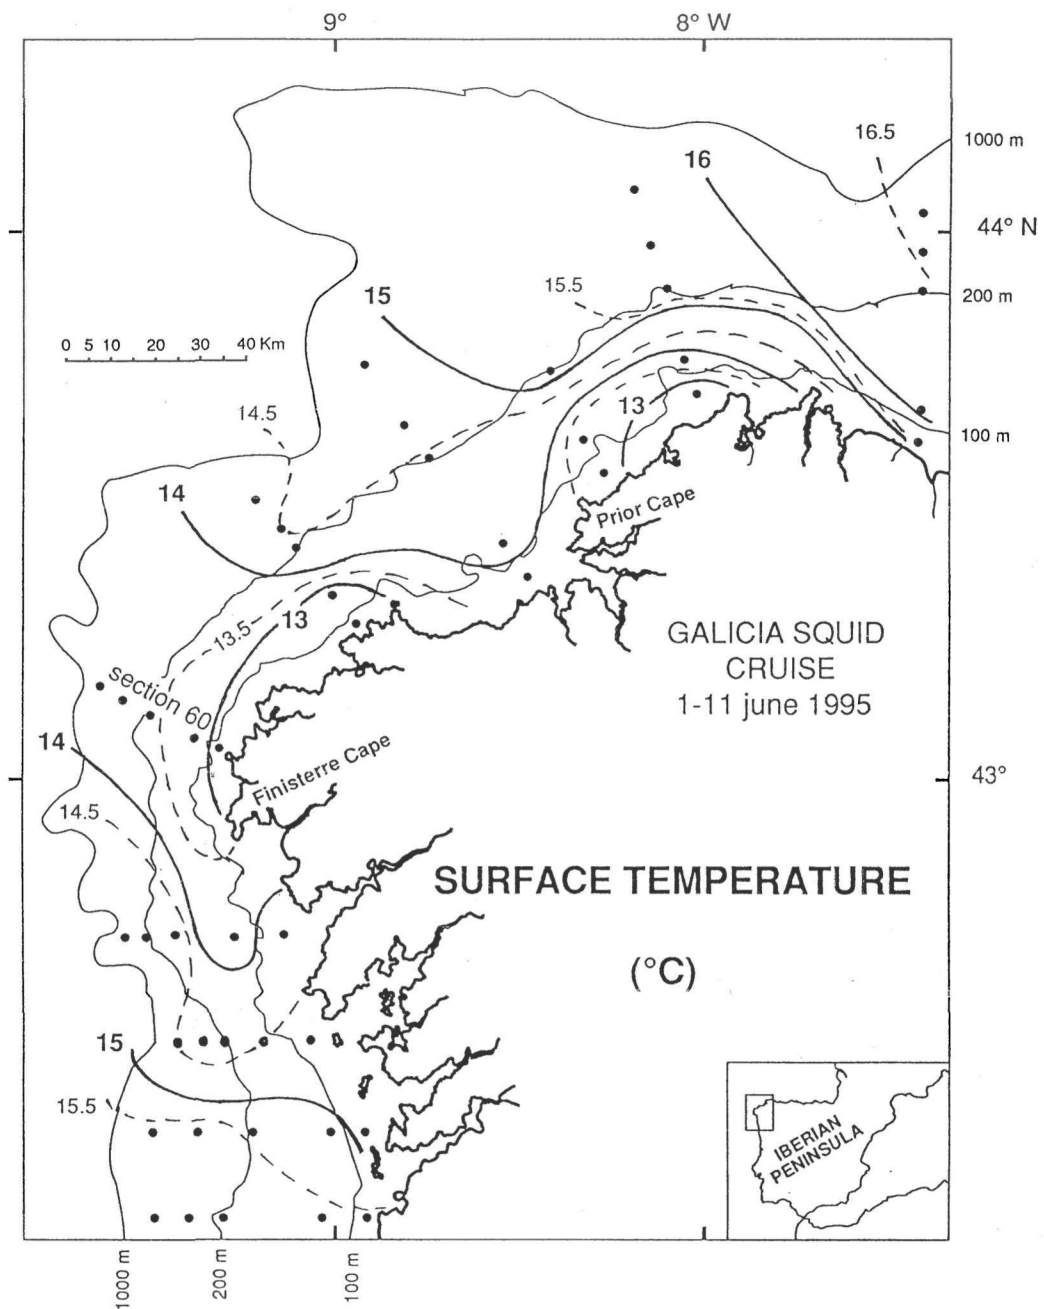 9° 8° W
16.5
1000 m
16
44° N
15
15.5
200 m
0 5 10 20 30 40 Km
14.5
13
100 m
14
Prior Cape
13
13.5
GALICIA SQUID
CRUISE
1-11 june 1995
section 60
14
43°
Finisterre Cape
14.5
SURFACE TEMPERATURE
(°C)
15
15.5
IBERIAN
PENINSULA
1000 m
200 m
100 m